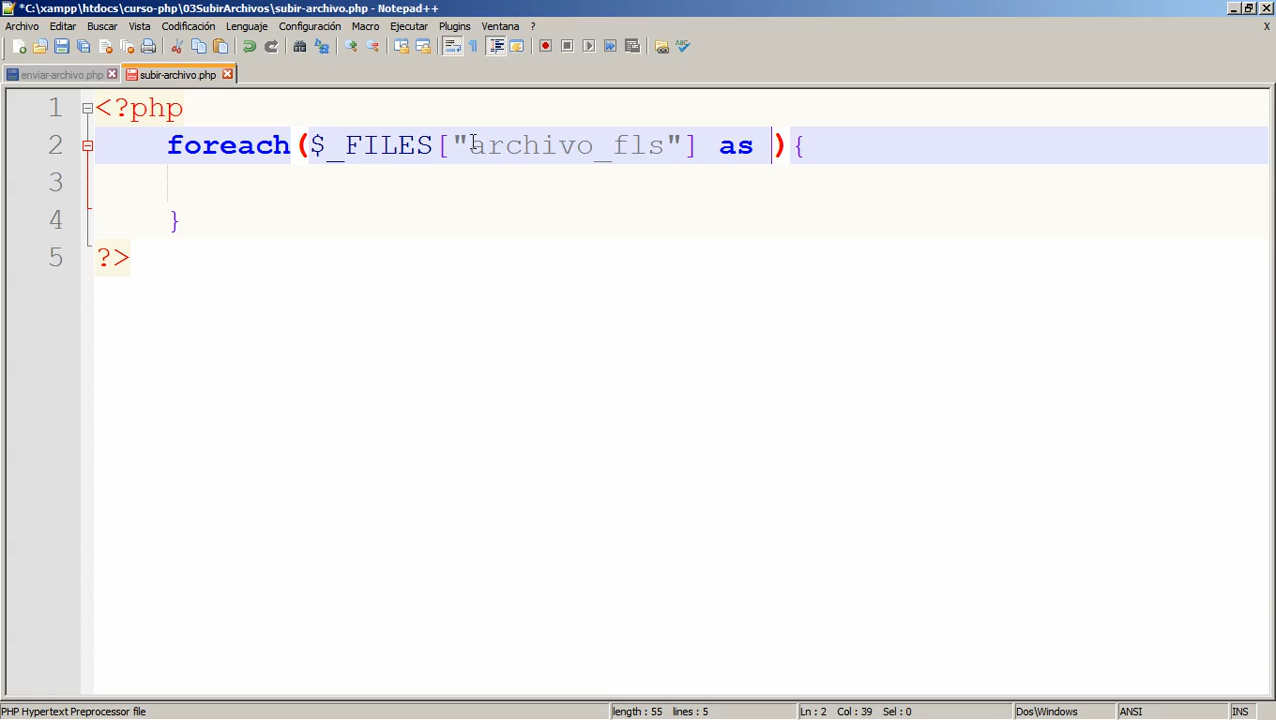 *C:\xampp\htdocs\curso-php\03SubirArchivos\subir-archivo.php - Notepad++
Archivo Editar Buscar Vista Codificación Lenguaje Configuración Macro Ejecutar Plugins Ventana ? X
enviar-archivo.php subir-archivo.php
1 <?php
2 foreach($_FILES["archivo_fls"] as ){
3
4 }
5 ?>
PHP Hypertext Preprocessor file length : 55 lines : 5 Ln : 2 Col : 39 Sel : 0 Dos\Windows ANSI INS